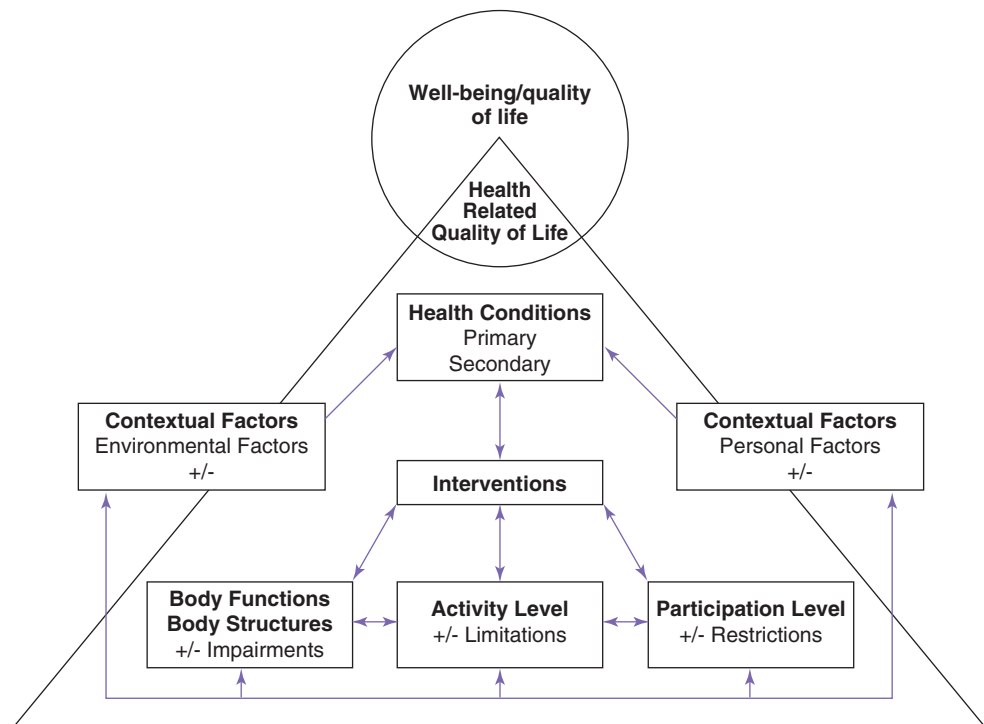 Well-being/quality
of life
Health
Related
Quality of Life
Health Conditions
Primary
Secondary
Contextual Factors
Environmental Factors
+/-
Contextual Factors
Personal Factors
+/-
Interventions
Body Functions
Body Structures
+/- Impairments
Activity Level
+/- Limitations
Participation Level
+/- Restrictions